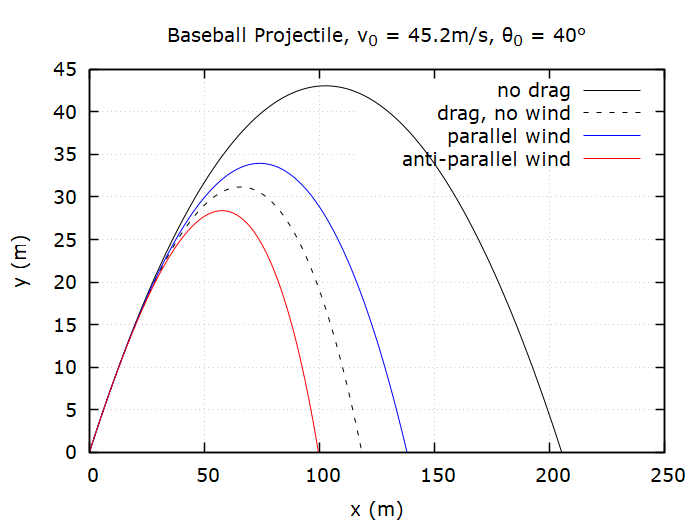 Baseball Projectile, v₀ = 45.2m/s, θ₀ = 40°
45
40
35
30
25
20
15
10
5
0
y (m)
no drag
drag, no wind
parallel wind
anti-parallel wind
0 50 100 150 200 250
x (m)